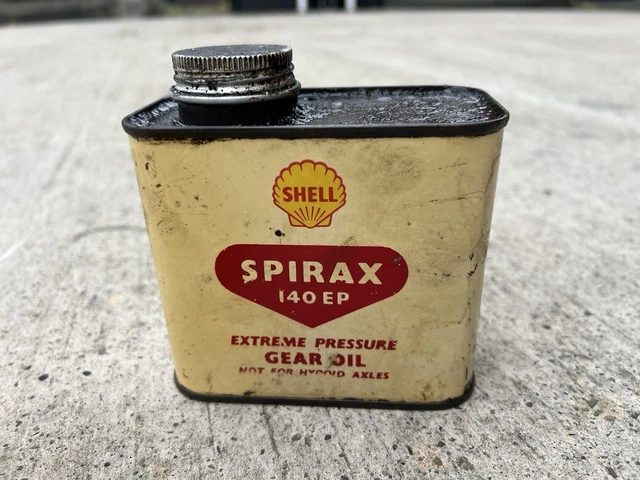 SHELL
SPIRAX
140 EP
EXTREME PRESSURE
GEAR OIL
NOT FOR HYPOID AXLES